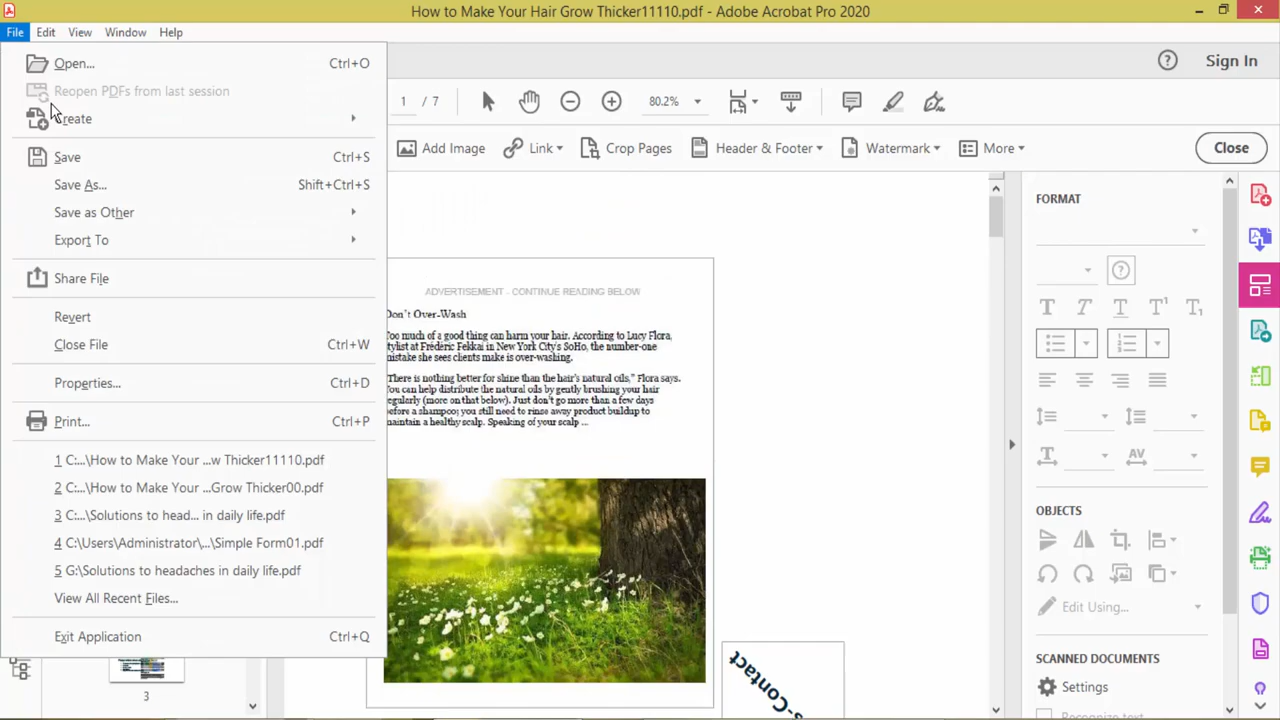 How to Make Your Hair Grow Thicker11110.pdf - Adobe Acrobat Pro 2020
File Edit View Window Help
Open... Ctrl+O
Reopen PDFs from last session
Create
Save Ctrl+S
Save As... Shift+Ctrl+S
Save as Other
Export To
Share File
Revert
Close File Ctrl+W
Properties... Ctrl+D
Print... Ctrl+P
1 C:...\How to Make Your ...w Thicker11110.pdf
2 C:...\How to Make Your ...Grow Thicker00.pdf
3 C:...\Solutions to head... in daily life.pdf
4 C:\Users\Administrator\...\Simple Form01.pdf
5 G:\Solutions to headaches in daily life.pdf
View All Recent Files...
Exit Application Ctrl+Q
3
Sign In
1 / 7 80.2%
Add Image Link Crop Pages Header & Footer Watermark More Close
ADVERTISEMENT - CONTINUE READING BELOW
Don't Over-Wash
Too much of a good thing can harm your hair. According to Lucy Flora,
stylist at Frédéric Fekkai in New York City's SoHo, the number-one
mistake she sees clients make is over-washing.
"There is nothing better for shine than the hair's natural oils," Flora says.
You can help distribute the natural oils by gently brushing your hair
regularly (more on that below). Just don't go more than a few days
before a shampoo; you still need to rinse away product buildup to
maintain a healthy scalp. Speaking of your scalp ...
s-Contact
FORMAT
OBJECTS
Edit Using...
SCANNED DOCUMENTS
Settings
Recognize text